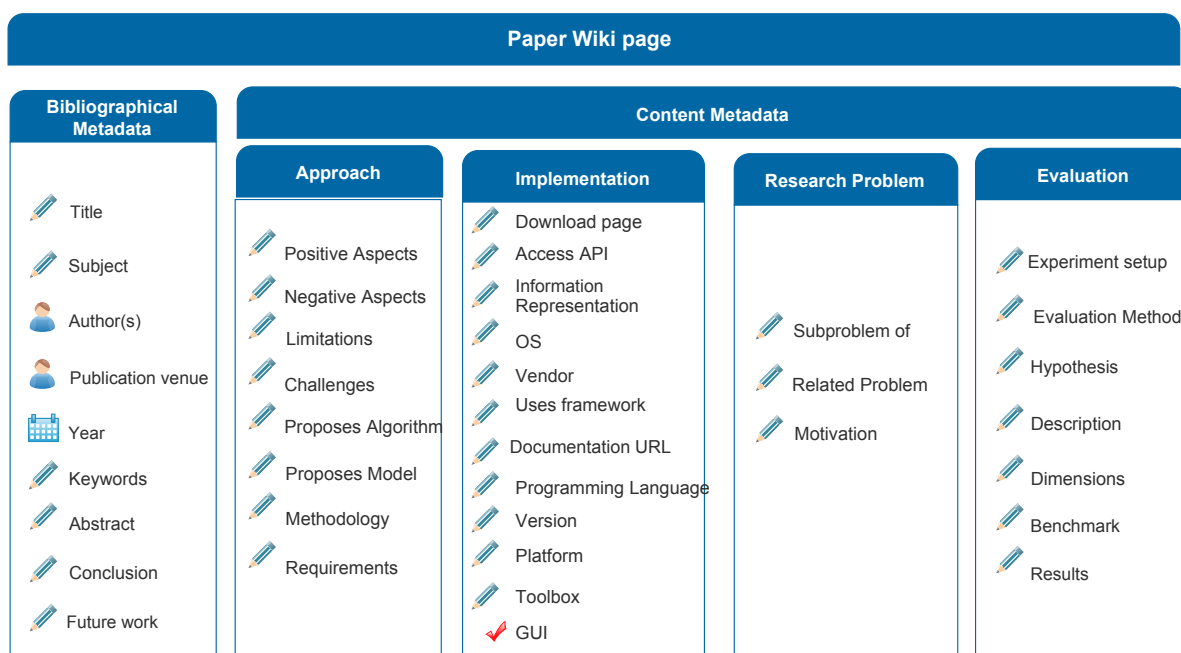 Paper Wiki page
Bibliographical
Metadata
Title
Subject
Author(s)
Publication venue
Year
Keywords
Abstract
Conclusion
Future work
Content Metadata
Approach
Positive Aspects
Negative Aspects
Limitations
Challenges
Proposes Algorithm
Proposes Model
Methodology
Requirements
Implementation
Download page
Access API
Information
Representation
OS
Vendor
Uses framework
Documentation URL
Programming Language
Version
Platform
Toolbox
GUI
Research Problem
Subproblem of
Related Problem
Motivation
Evaluation
Experiment setup
Evaluation Method
Hypothesis
Description
Dimensions
Benchmark
Results